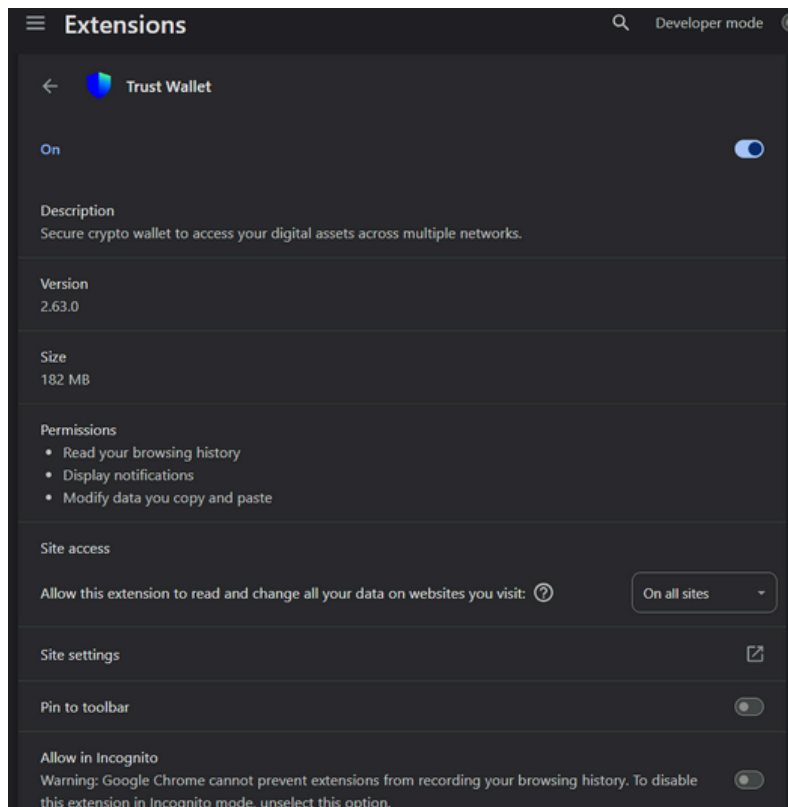 Extensions
Developer mode
Trust Wallet
On
Description
Secure crypto wallet to access your digital assets across multiple networks.
Version
2.63.0
Size
182 MB
Permissions
• Read your browsing history
• Display notifications
• Modify data you copy and paste
Site access
Allow this extension to read and change all your data on websites you visit:
On all sites
Site settings
Pin to toolbar
Allow in Incognito
Warning: Google Chrome cannot prevent extensions from recording your browsing history. To disable
this extension in Incognito mode, unselect this option.